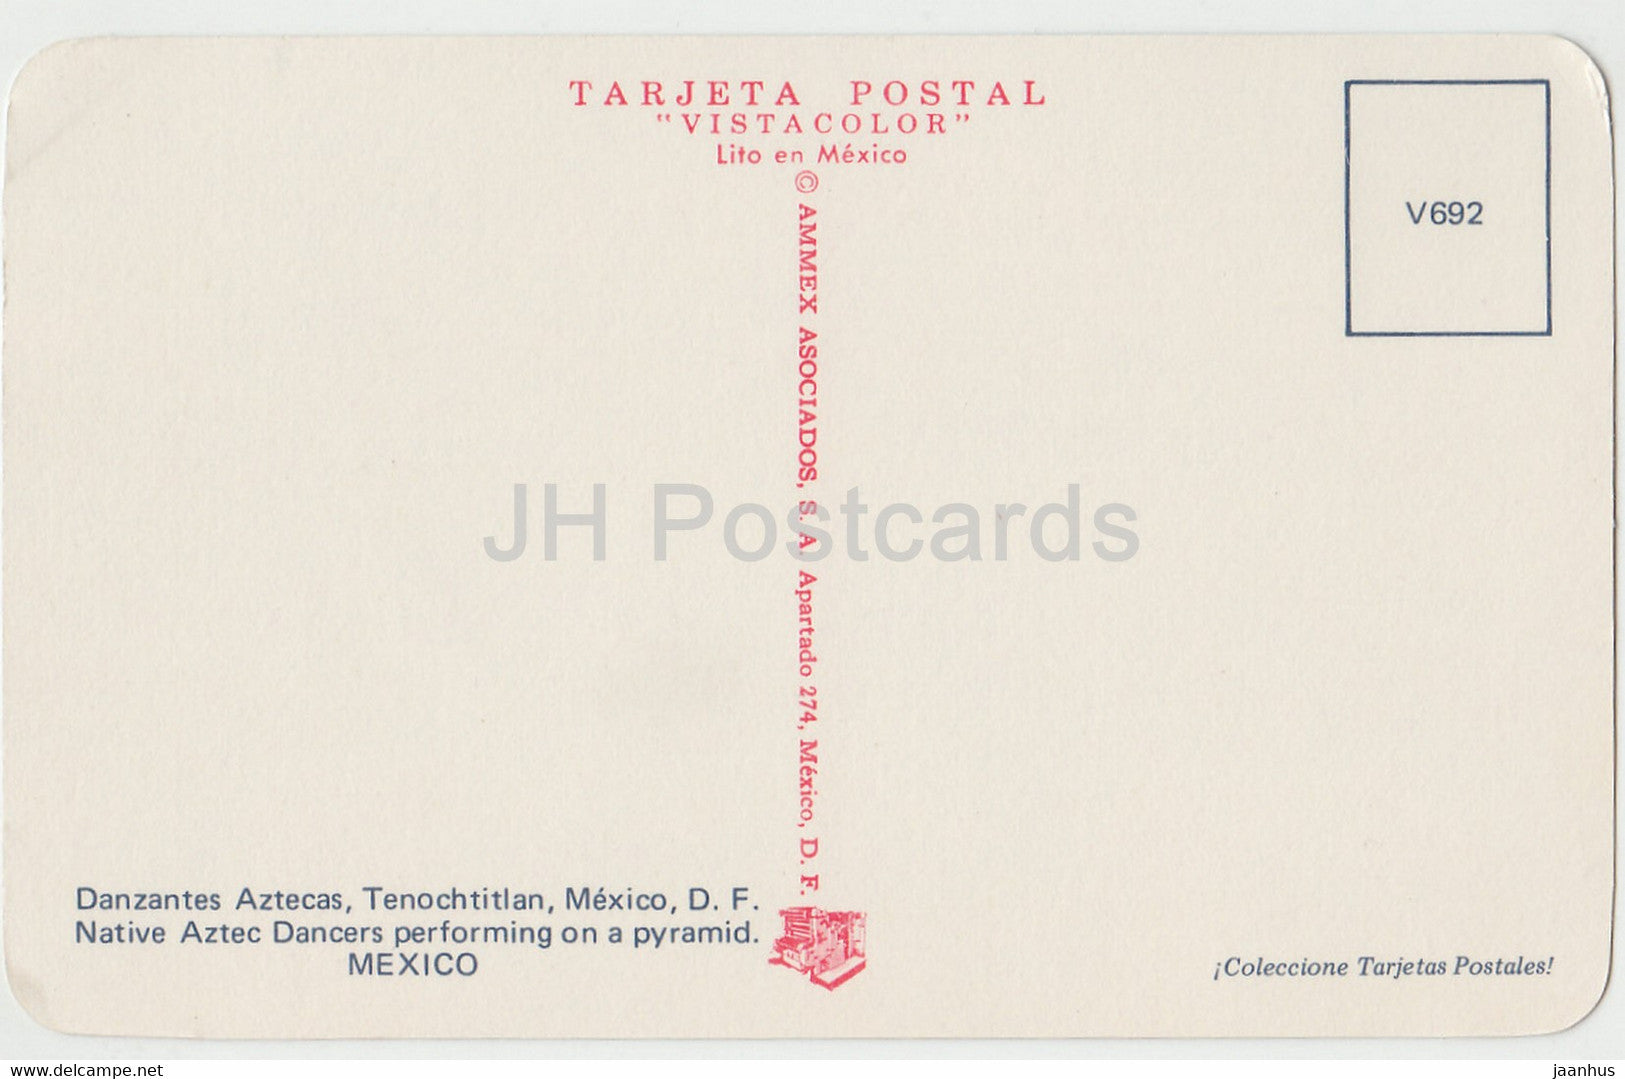 TARJETA POSTAL
"VISTACOLOR"
Lito en México
© AMMEX ASOCIADOS, S. A. Apartado 274, México, D. F.
V692
JH Postcards
Danzantes Aztecas, Tenochtitlan, México, D. F.
Native Aztec Dancers performing on a pyramid.
MEXICO
¡Coleccione Tarjetas Postales!
www.delcampe.net
jaanhus